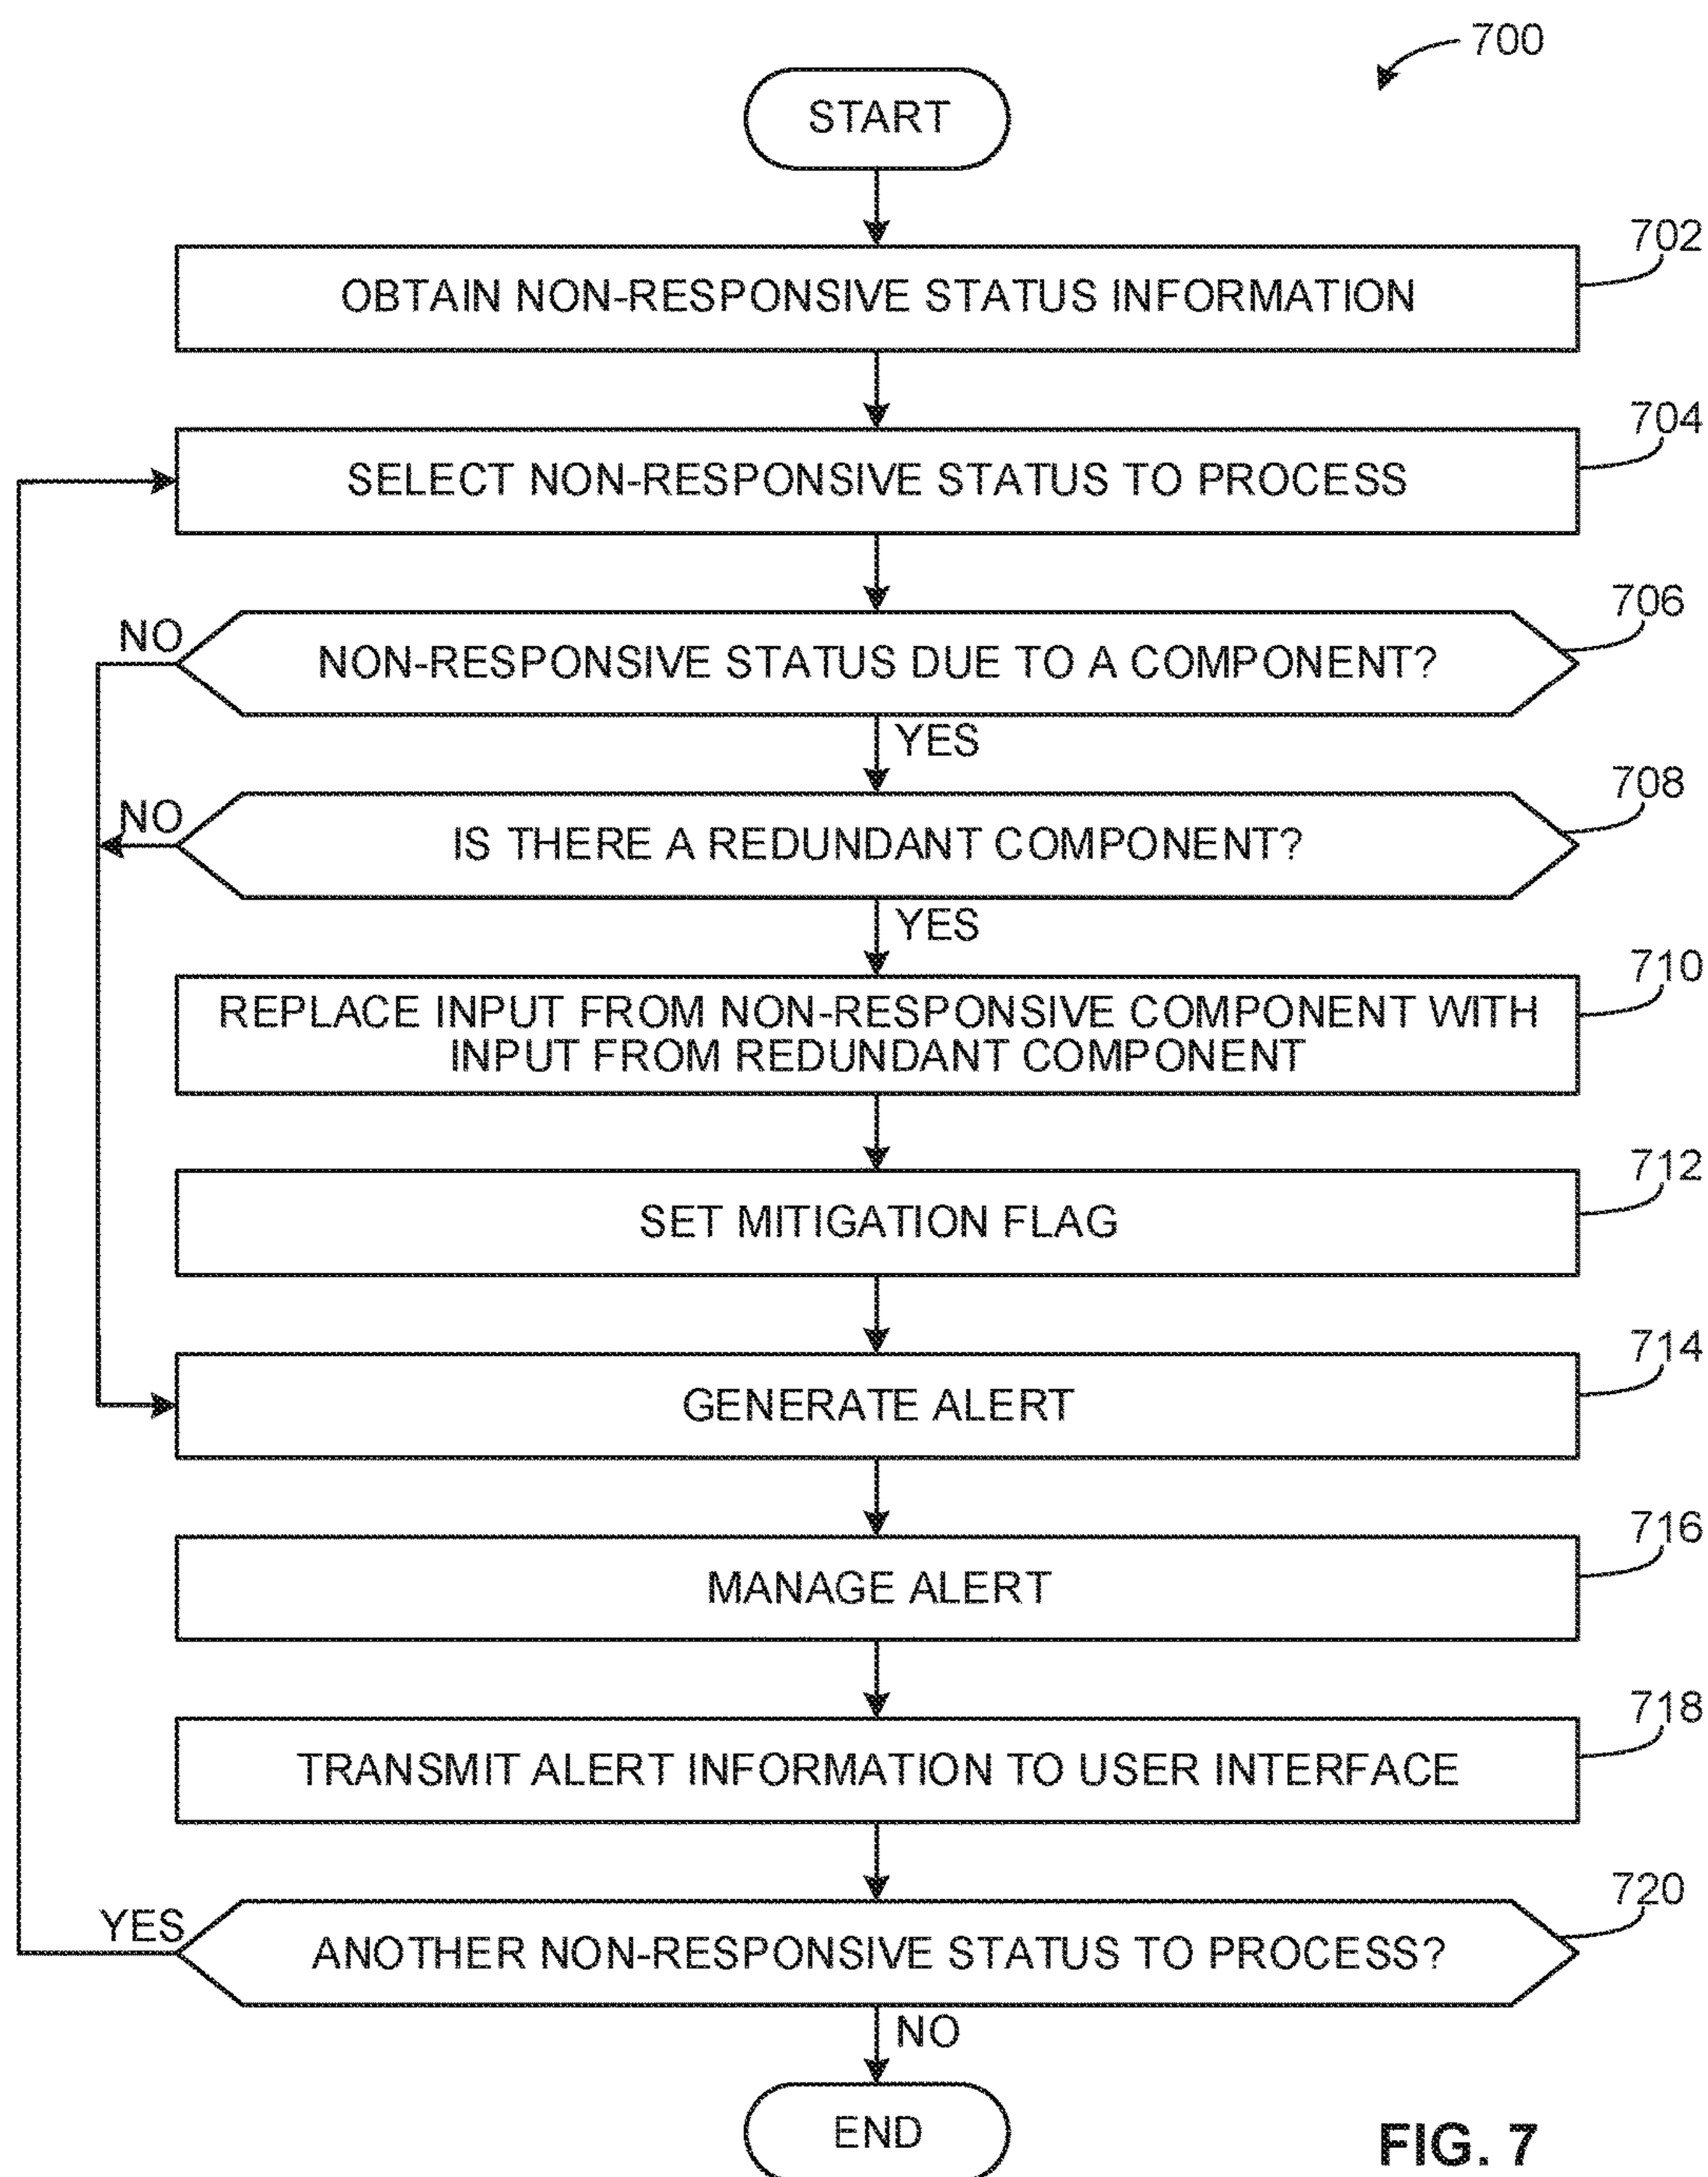 700
START
702
OBTAIN NON-RESPONSIVE STATUS INFORMATION
704
SELECT NON-RESPONSIVE STATUS TO PROCESS
706
NO
NON-RESPONSIVE STATUS DUE TO A COMPONENT?
YES
708
NO
IS THERE A REDUNDANT COMPONENT?
YES
710
REPLACE INPUT FROM NON-RESPONSIVE COMPONENT WITH
INPUT FROM REDUNDANT COMPONENT
712
SET MITIGATION FLAG
714
GENERATE ALERT
716
MANAGE ALERT
718
TRANSMIT ALERT INFORMATION TO USER INTERFACE
720
YES
ANOTHER NON-RESPONSIVE STATUS TO PROCESS?
NO
END
FIG. 7